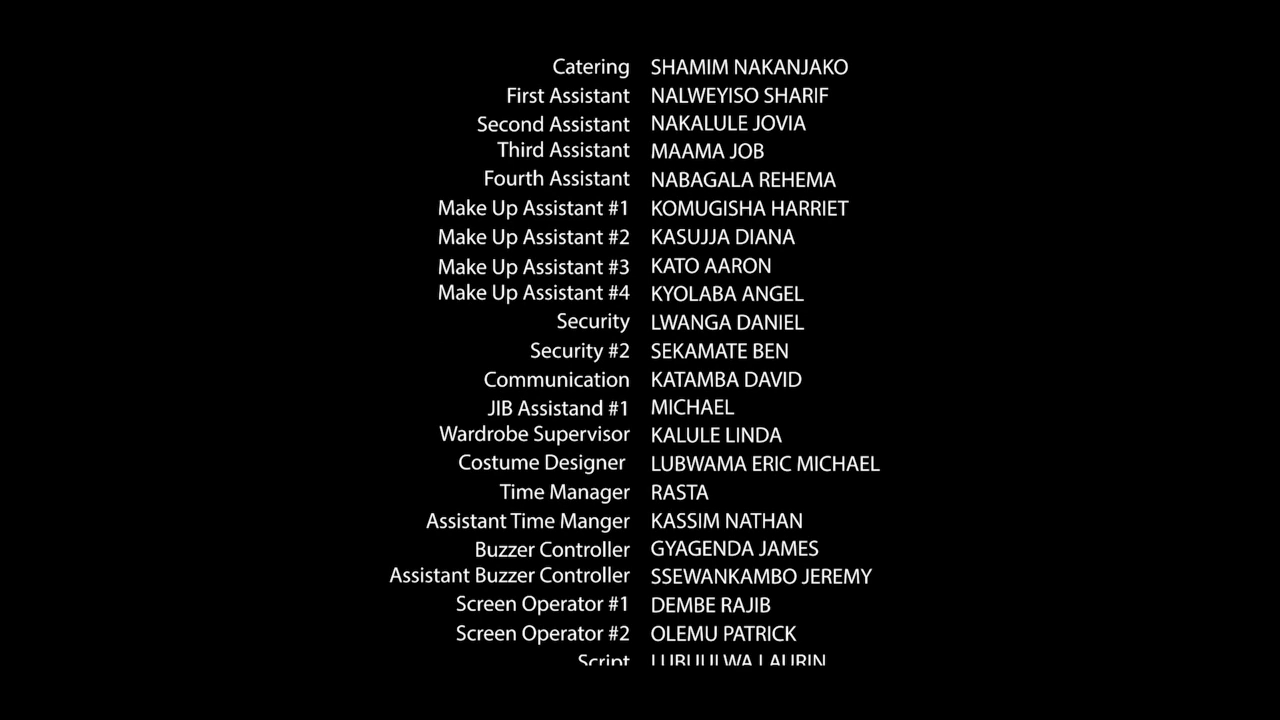 Catering SHAMIM NAKANJAKO
First Assistant NALWEYISO SHARIF
Second Assistant NAKALULE JOVIA
Third Assistant MAAMA JOB
Fourth Assistant NABAGALA REHEMA
Make Up Assistant #1 KOMUGISHA HARRIET
Make Up Assistant #2 KASUJJA DIANA
Make Up Assistant #3 KATO AARON
Make Up Assistant #4 KYOLABA ANGEL
Security LWANGA DANIEL
Security #2 SEKAMATE BEN
Communication KATAMBA DAVID
JIB Assistand #1 MICHAEL
Wardrobe Supervisor KALULE LINDA
Costume Designer LUBWAMA ERIC MICHAEL
Time Manager RASTA
Assistant Time Manger KASSIM NATHAN
Buzzer Controller GYAGENDA JAMES
Assistant Buzzer Controller SSEWANKAMBO JEREMY
Screen Operator #1 DEMBE RAJIB
Screen Operator #2 OLEMU PATRICK
Script